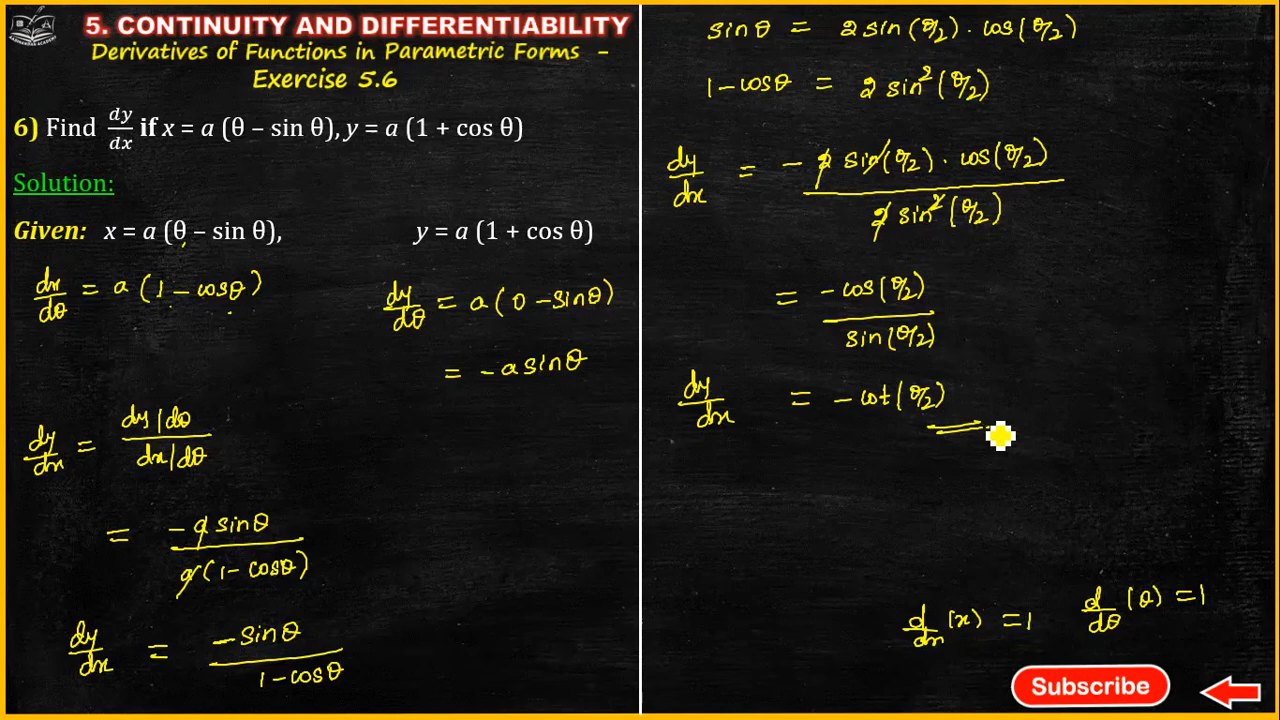 5. CONTINUITY AND DIFFERENTIABILITY
Derivatives of Functions in Parametric Forms –
Exercise 5.6
6) Find dy/dx if x = a (θ – sin θ), y = a (1 + cos θ)
Solution:
Given: x = a (θ – sin θ), y = a (1 + cos θ)
dx/dθ = a (1 – cosθ)
dy/dθ = a (0 – sinθ)
= – a sinθ
dy/dx = dy|dθ / dx|dθ
= – a sinθ / a (1 – cosθ)
dy/dx = – sinθ / 1 – cosθ
sinθ = 2 sin(θ/2) . cos(θ/2)
1 – cosθ = 2 sin²(θ/2)
dy/dx = – 2 sin(θ/2) . cos(θ/2) / 2 sin²(θ/2)
= – cos(θ/2) / sin(θ/2)
dy/dx = – cot(θ/2)
d/dx (x) = 1 d/dθ (θ) = 1
Subscribe